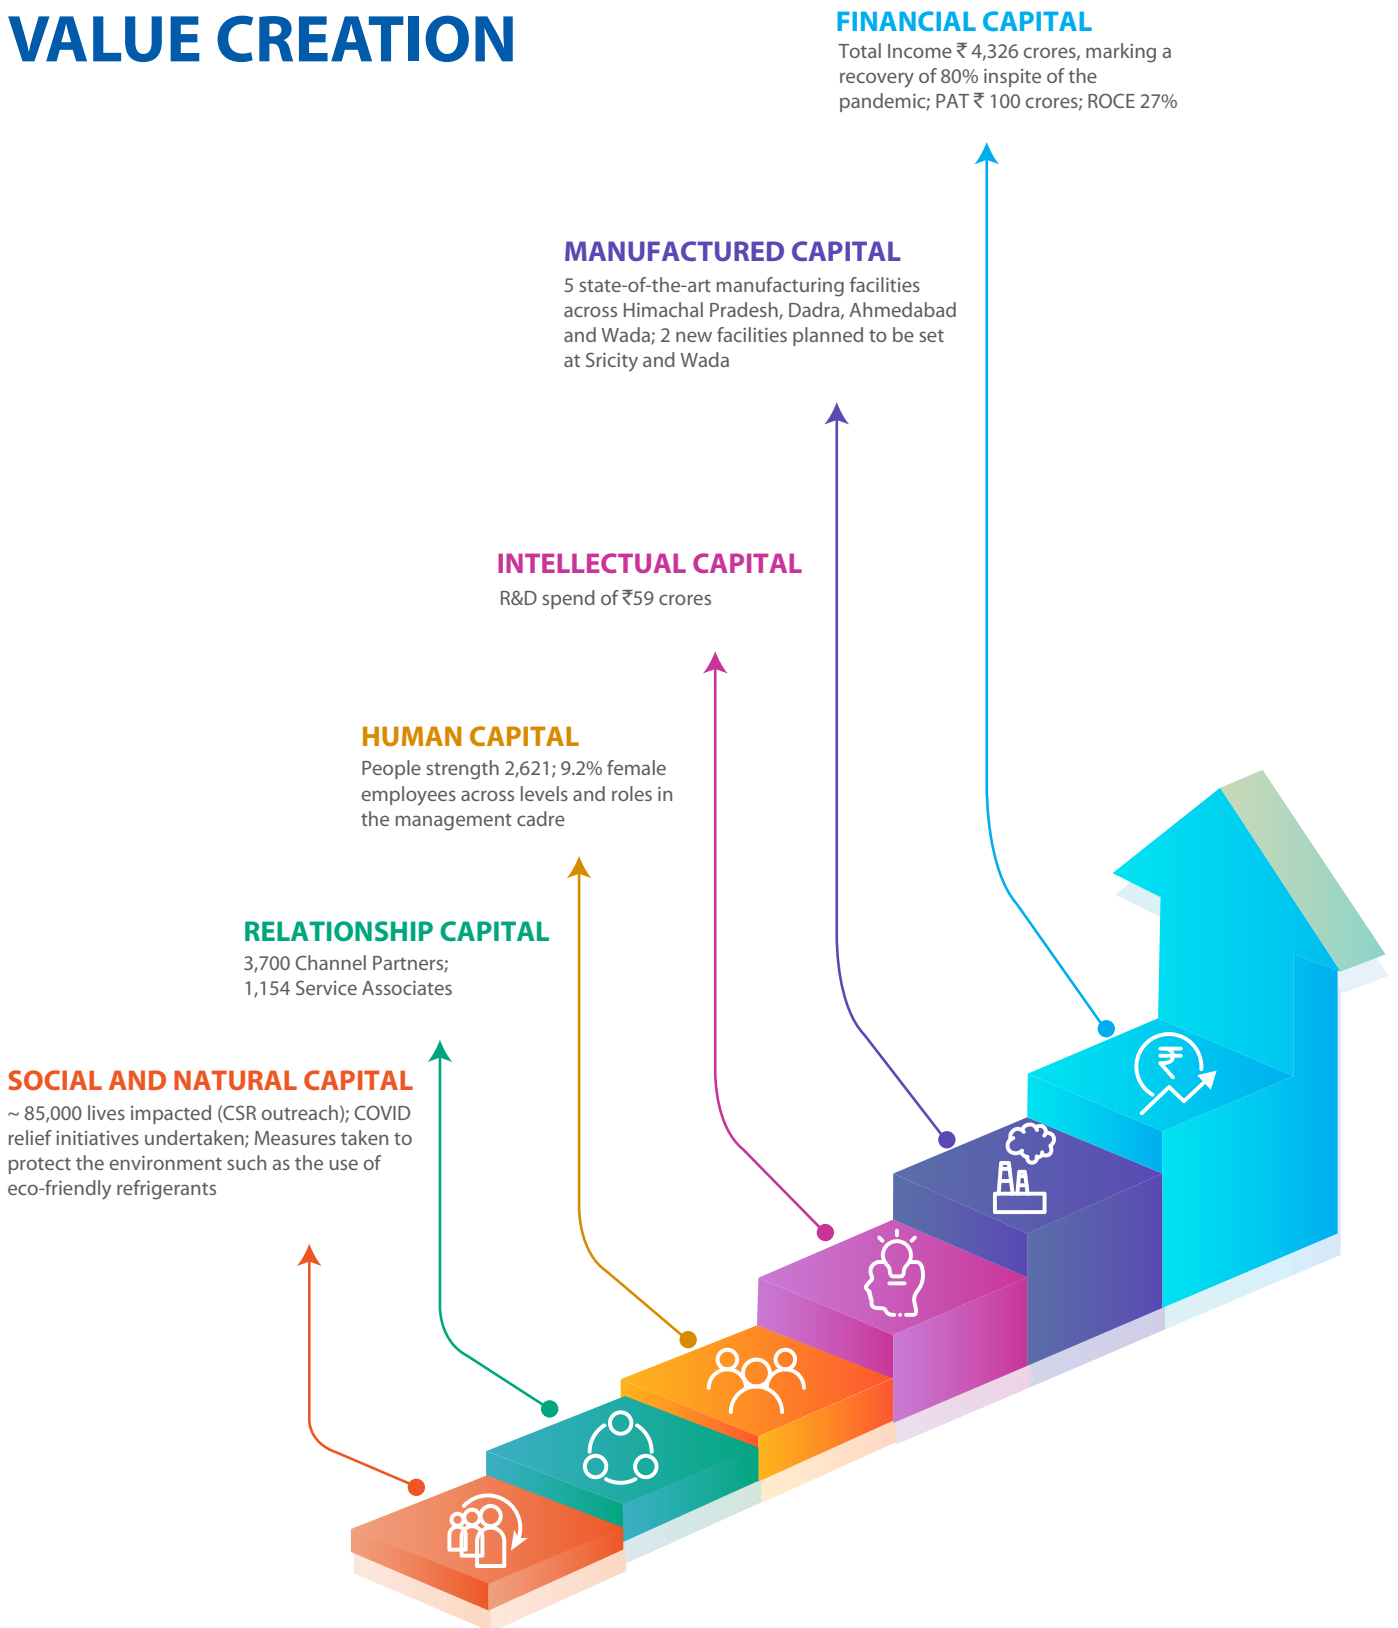 VALUE CREATION
FINANCIAL CAPITAL
Total Income ₹ 4,326 crores, marking a
recovery of 80% inspite of the
pandemic; PAT ₹ 100 crores; ROCE 27%
MANUFACTURED CAPITAL
5 state-of-the-art manufacturing facilities
across Himachal Pradesh, Dadra, Ahmedabad
and Wada; 2 new facilities planned to be set
at Sricity and Wada
INTELLECTUAL CAPITAL
R&D spend of ₹59 crores
HUMAN CAPITAL
People strength 2,621; 9.2% female
employees across levels and roles in
the management cadre
RELATIONSHIP CAPITAL
3,700 Channel Partners;
1,154 Service Associates
SOCIAL AND NATURAL CAPITAL
~ 85,000 lives impacted (CSR outreach); COVID
relief initiatives undertaken; Measures taken to
protect the environment such as the use of
eco-friendly refrigerants
₹